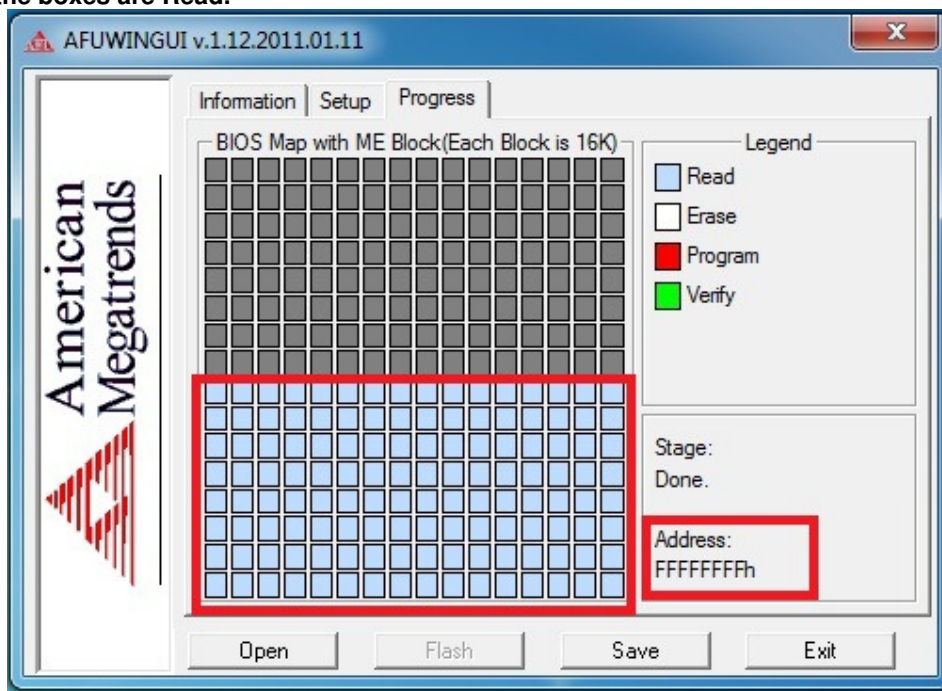 the boxes are Read.
AFUWINGUI v.1.12.2011.01.11
American
Megatrends
Information
Setup
Progress
BIOS Map with ME Block(Each Block is 16K)
Legend
Read
Erase
Program
Verify
Stage:
Done.
Address:
FFFFFFFFh
Open
Flash
Save
Exit